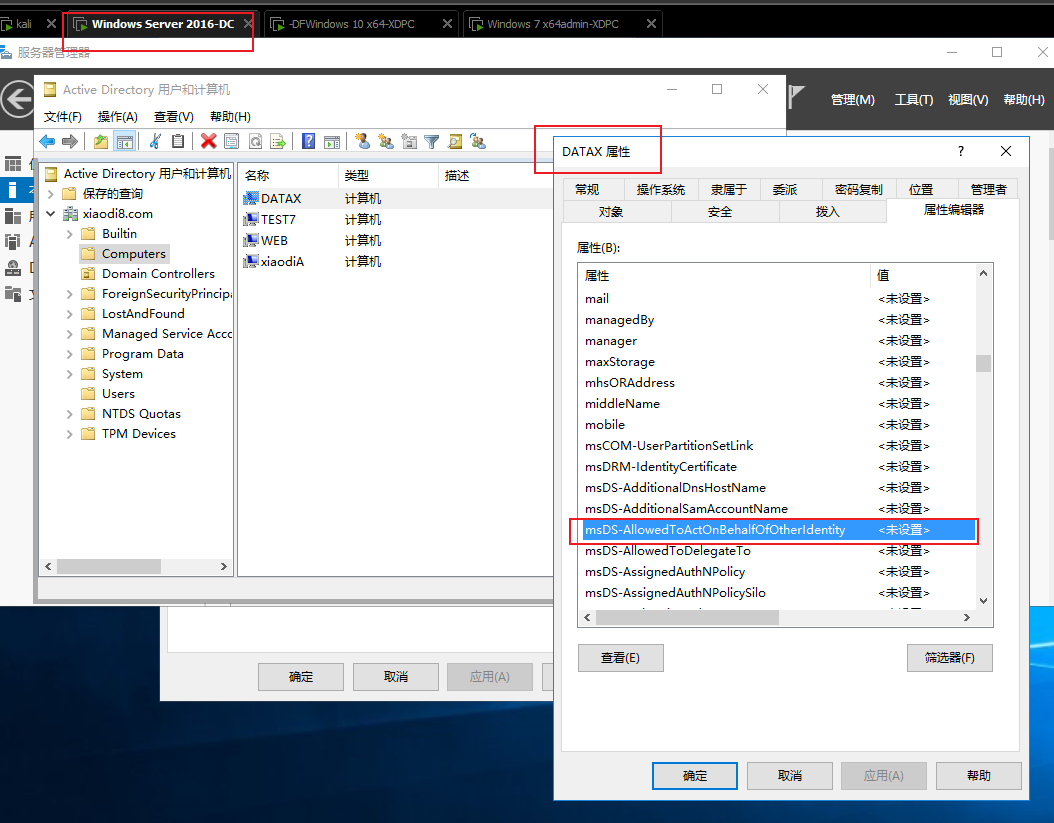 kali
Windows Server 2016-DC
-DFWindows 10 x64-XDPC
Windows 7 x64admin-XDPC
服务器管理器
管理(M) 工具(T) 视图(V) 帮助(H)
Active Directory 用户和计算机
文件(F) 操作(A) 查看(V) 帮助(H)
Active Directory 用户和计算机
保存的查询
xiaodi8.com
Builtin
Computers
Domain Controllers
ForeignSecurityPrincipa
LostAndFound
Managed Service Acco
Program Data
System
Users
NTDS Quotas
TPM Devices
名称 类型 描述
DATAX 计算机
TEST7 计算机
WEB 计算机
xiaodiA 计算机
确定 取消 应用(A)
DATAX 属性
常规 操作系统 隶属于 委派 密码复制 位置 管理者
对象 安全 拨入 属性编辑器
属性(B):
属性 值
mail <未设置>
managedBy <未设置>
manager <未设置>
maxStorage <未设置>
mhsORAddress <未设置>
middleName <未设置>
mobile <未设置>
msCOM-UserPartitionSetLink <未设置>
msDRM-IdentityCertificate <未设置>
msDS-AdditionalDnsHostName <未设置>
msDS-AdditionalSamAccountName <未设置>
msDS-AllowedToActOnBehalfOfOtherIdentity <未设置>
msDS-AllowedToDelegateTo <未设置>
msDS-AssignedAuthNPolicy <未设置>
msDS-AssignedAuthNPolicySilo <未设置>
查看(E) 筛选器(F)
确定 取消 应用(A) 帮助